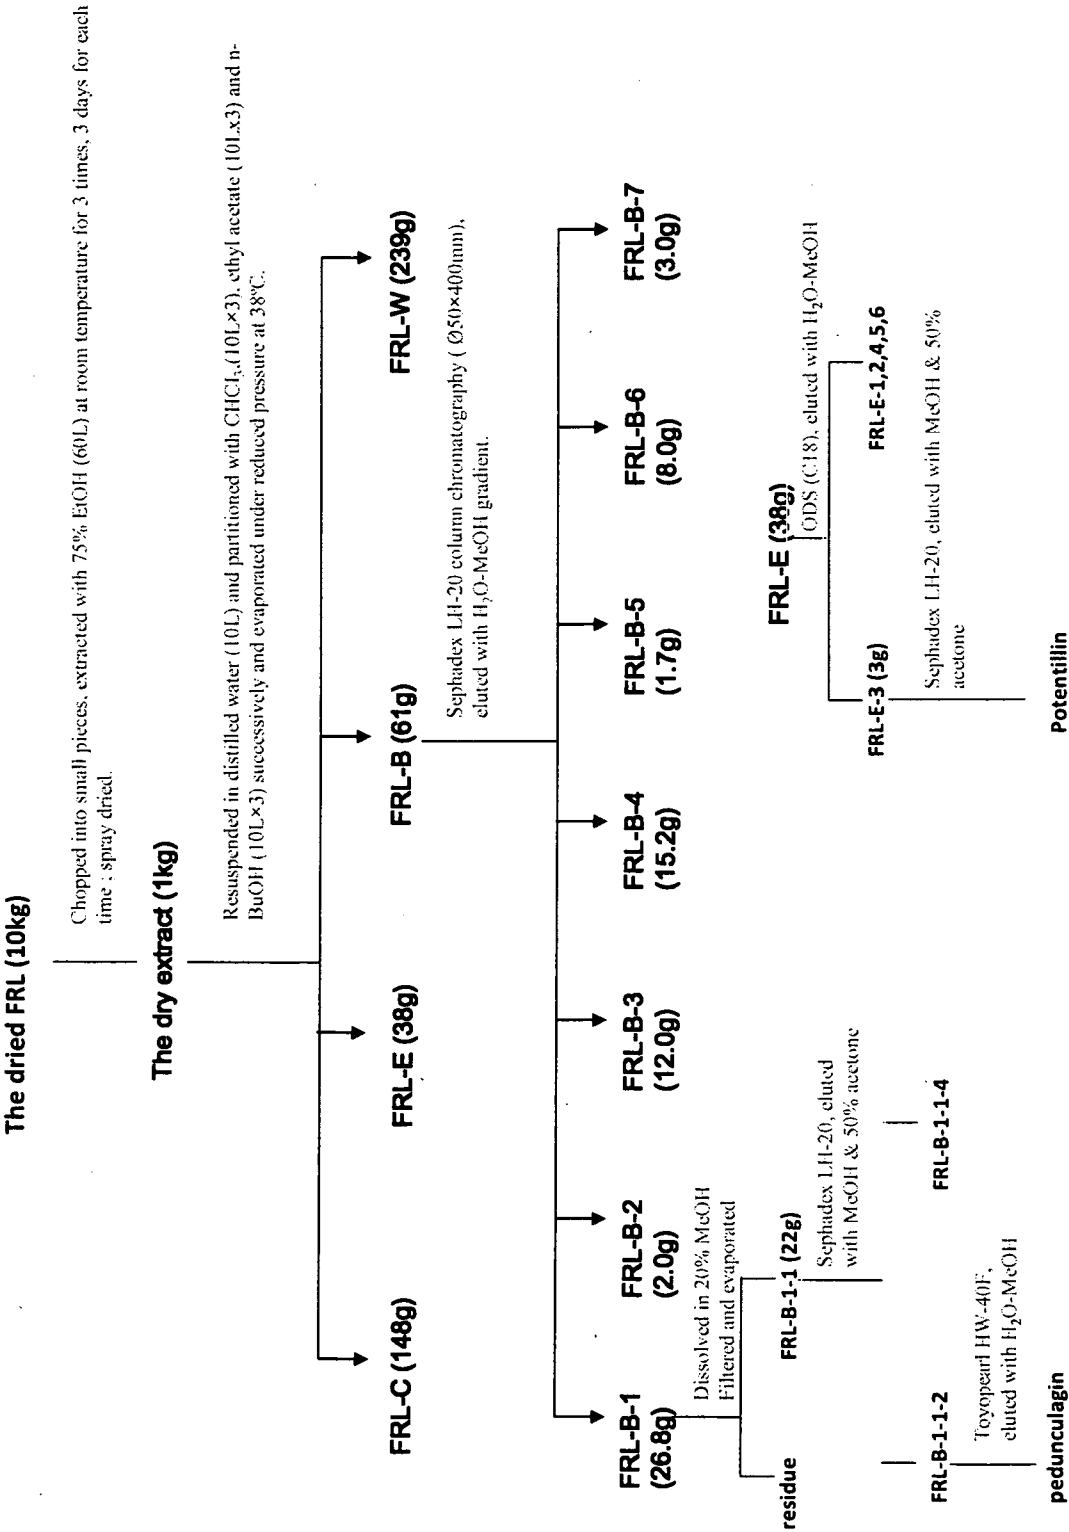 The dried FRL (10kg)
Chopped into small pieces, extracted with 75% EtOH (60L) at room temperature for 3 times, 3 days for each
time ; spray dried.
The dry extract (1kg)
Resuspended in distilled water (10L) and partitioned with CHCl₃,(10L×3), ethyl acetate (10L×3) and n-
BuOH (10L×3) successively and evaporated under reduced pressure at 38°C.
FRL-C (148g)
FRL-E (38g)
FRL-B (61g)
FRL-W (239g)
Sephadex LH-20 column chromatography ( Ø50×400mm),
eluted with H₂O-MeOH gradient.
FRL-B-1
(26.8g)
FRL-B-2
(2.0g)
FRL-B-3
(12.0g)
FRL-B-4
(15.2g)
FRL-B-5
(1.7g)
FRL-B-6
(8.0g)
FRL-B-7
(3.0g)
Dissolved in 20% MeOH
Filtered and evaporated
residue
FRL-B-1-1 (22g)
Sephadex LH-20, eluted
with MeOH & 50% acetone
FRL-B-1-1-2
FRL-B-1-1-4
Toyopearl HW-40F,
eluted with H₂O-MeOH
pedunculagin
FRL-E (38g)
ODS (C18), eluted with H₂O-MeOH
FRL-E-3 (3g)
FRL-E-1,2,4,5,6
Sephadex LH-20, eluted with MeOH & 50%
acetone
Potentillin